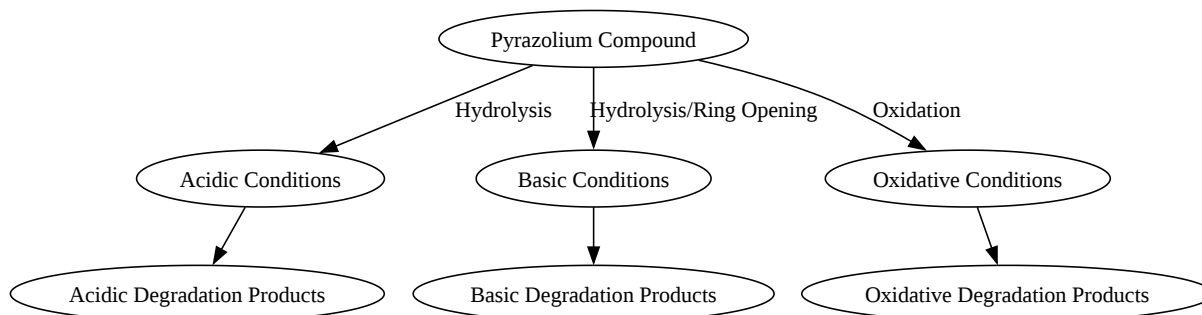 Pyrazolium Compound
Hydrolysis
Hydrolysis/Ring Opening
Oxidation
Acidic Conditions
Basic Conditions
Oxidative Conditions
Acidic Degradation Products
Basic Degradation Products
Oxidative Degradation Products